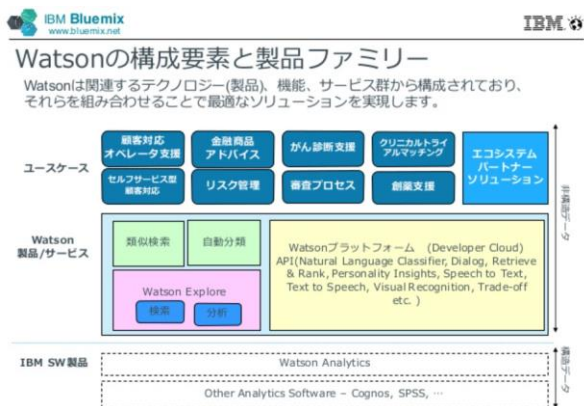 IBM Bluemix
www.bluemix.net
IBM
Watsonの構成要素と製品ファミリー
Watsonは関連するテクノロジー(製品)、機能、サービス群から構成されており、
それらを組み合わせることで最適なソリューションを実現します。
ユースケース
顧客対応
オペレータ支援
金融商品
アドバイス
がん診断支援
クリニカルトライ
アルマッチング
エコシステム
パートナー
ソリューション
セルフサービス型
顧客対応
リスク管理
審査プロセス
創薬支援
非構造データ
Watson
製品/サービス
類似検索
自動分類
Watson Explore
検索
分析
Watsonプラットフォーム (Developer Cloud)
API(Natural Language Classifier, Dialog, Retrieve
& Rank, Personality Insights, Speech to Text,
Text to Speech, Visual Recognition, Trade-off
etc. )
IBM SW製品
Watson Analytics
Other Analytics Software – Cognos, SPSS, …
構造データ